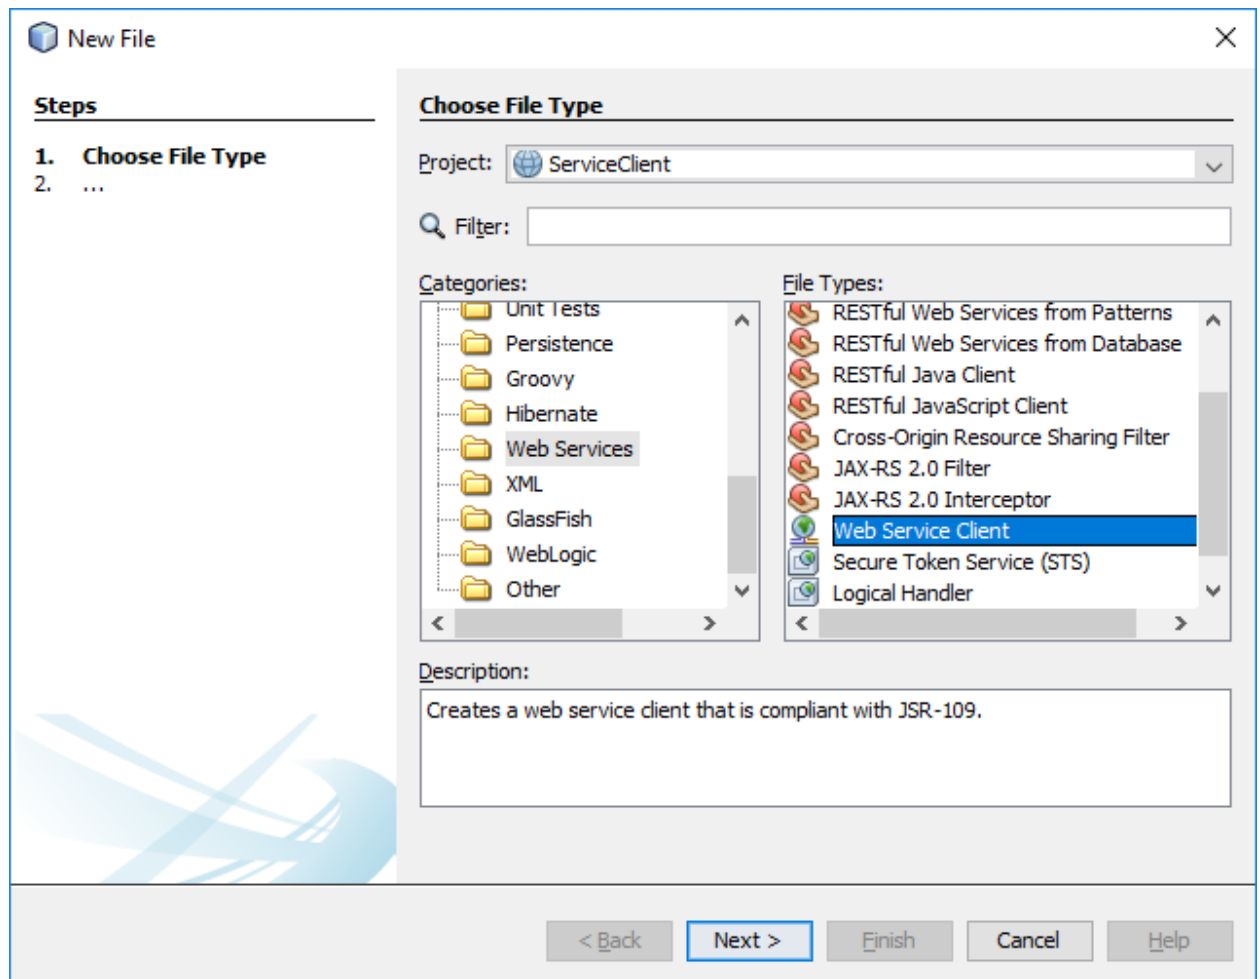 New File
Steps
1. Choose File Type
2. ...
Choose File Type
Project: ServiceClient
Filter:
Categories:
Unit Tests
Persistence
Groovy
Hibernate
Web Services
XML
GlassFish
WebLogic
Other
File Types:
RESTful Web Services from Patterns
RESTful Web Services from Database
RESTful Java Client
RESTful JavaScript Client
Cross-Origin Resource Sharing Filter
JAX-RS 2.0 Filter
JAX-RS 2.0 Interceptor
Web Service Client
Secure Token Service (STS)
Logical Handler
Description:
Creates a web service client that is compliant with JSR-109.
< Back Next > Finish Cancel Help